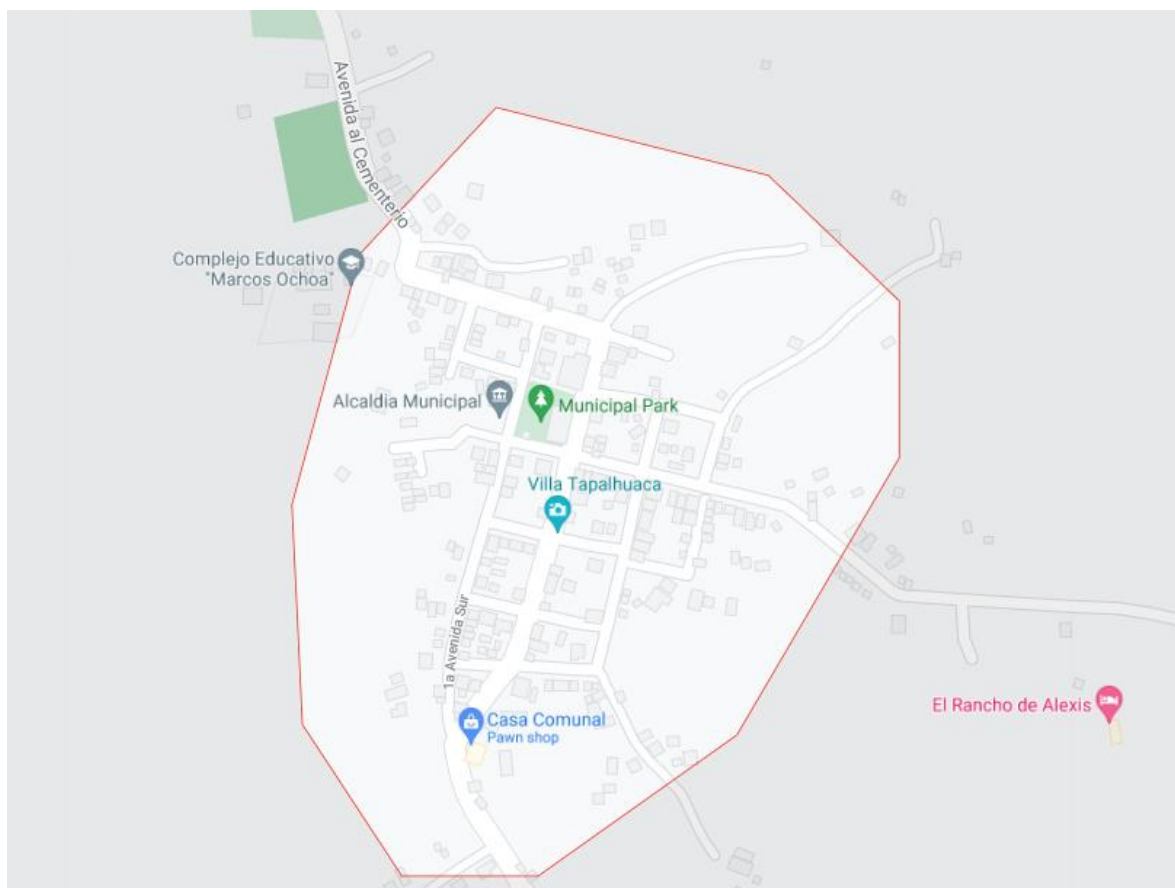 Avenida al Cementerio
Complejo Educativo
"Marcos Ochoa"
Alcaldia Municipal
Municipal Park
Villa Tapalhuaca
1a Avenida Sur
El Rancho de Alexis
Casa Comunal
Pawn shop